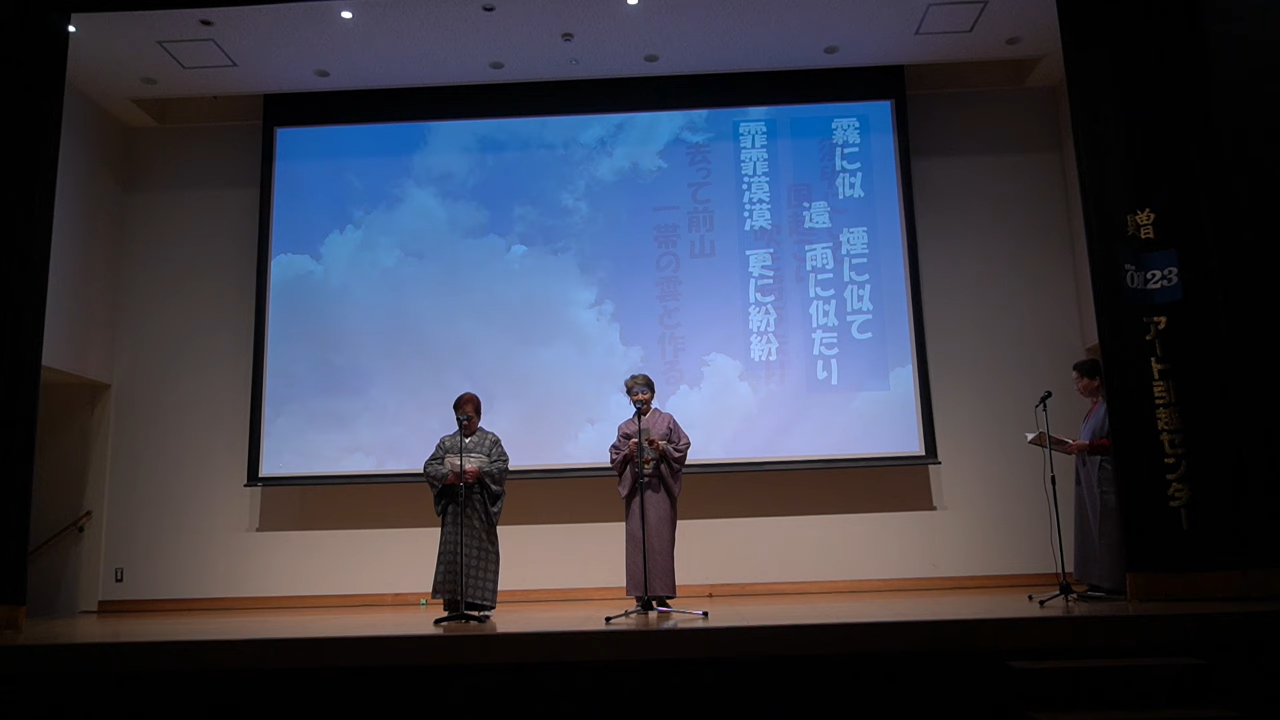 霧に似 煙に似て
還 雨に似たり
霏霏漠漠 更に紛紛
去って前山
一帯の雲と作る
贈
The
0123
アート引越センター